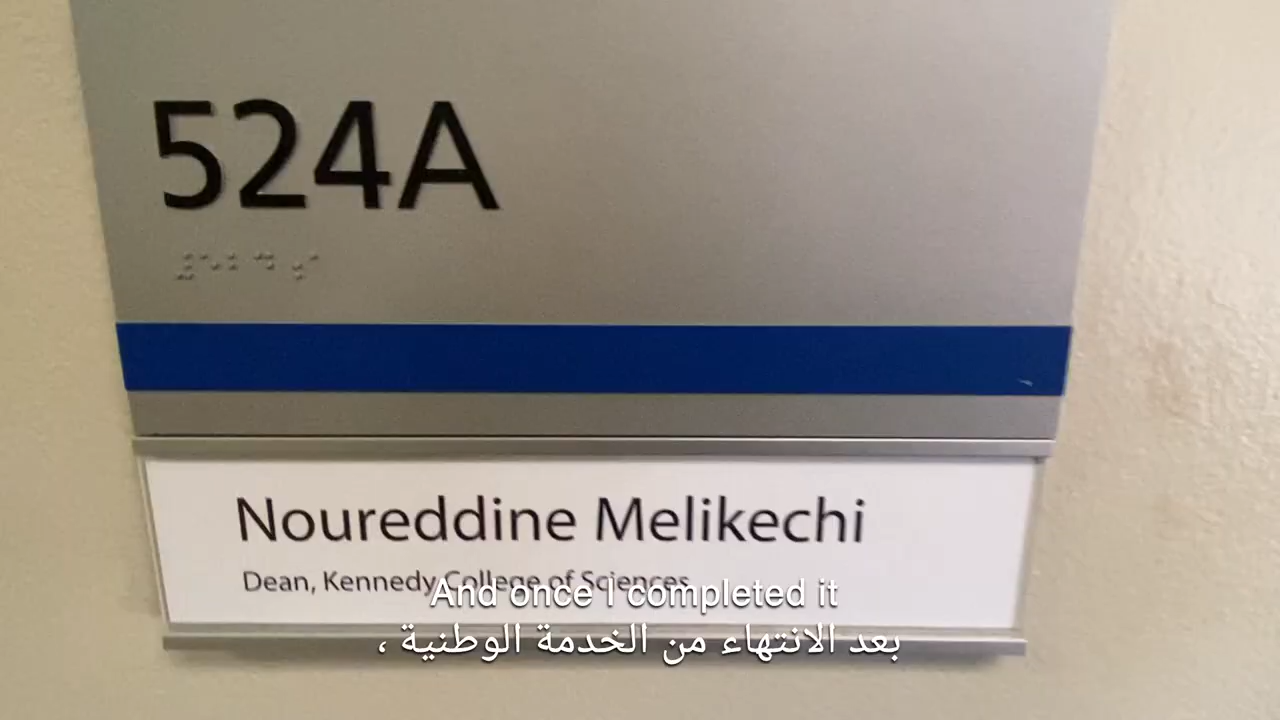 524A
Noureddine Melikechi
Dean, Kennedy College of Sciences
And once I completed it
بعد الانتهاء من الخدمة الوطنية ،